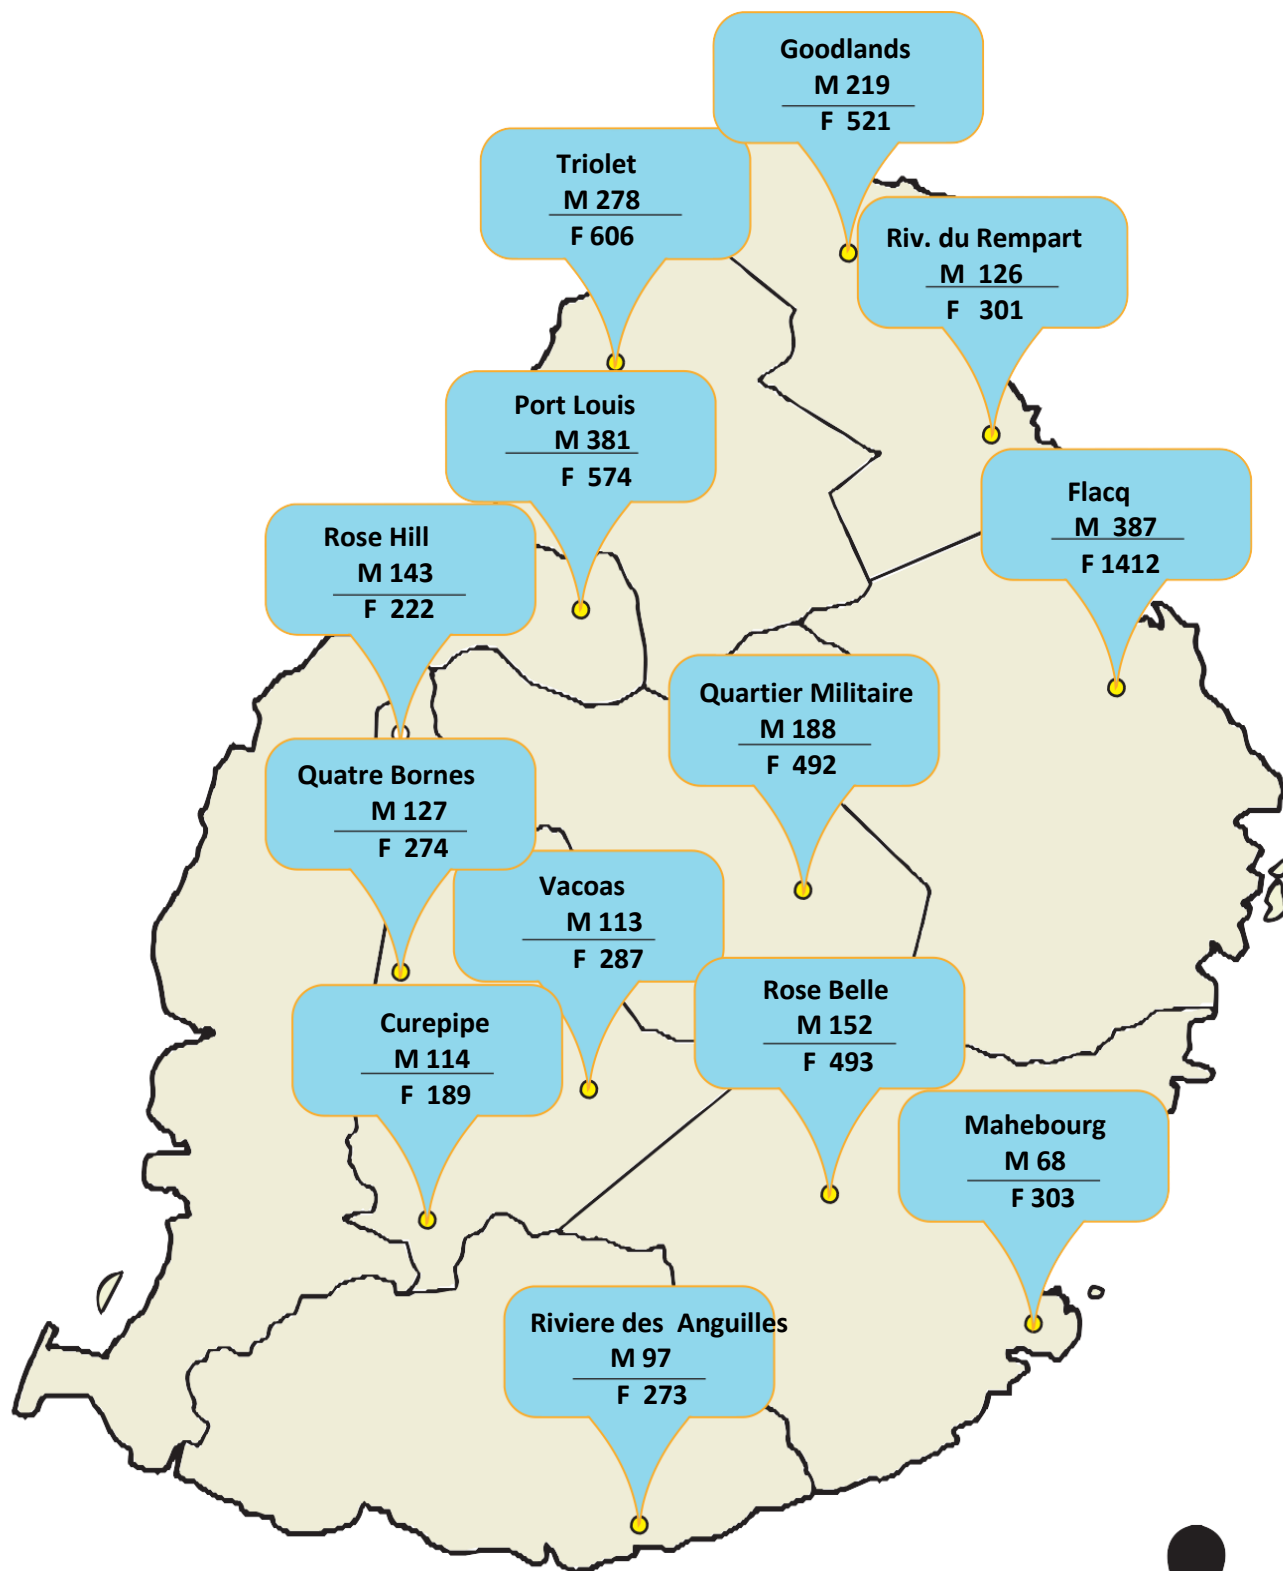 Goodlands
M 219
F 521
Triolet
M 278
F 606
Riv. du Rempart
M 126
F 301
Port Louis
M 381
F 574
Flacq
M 387
F 1412
Rose Hill
M 143
F 222
Quartier Militaire
M 188
F 492
Quatre Bornes
M 127
F 274
Vacoas
M 113
F 287
Rose Belle
M 152
F 493
Curepipe
M 114
F 189
Mahebourg
M 68
F 303
Riviere des Anguilles
M 97
F 273